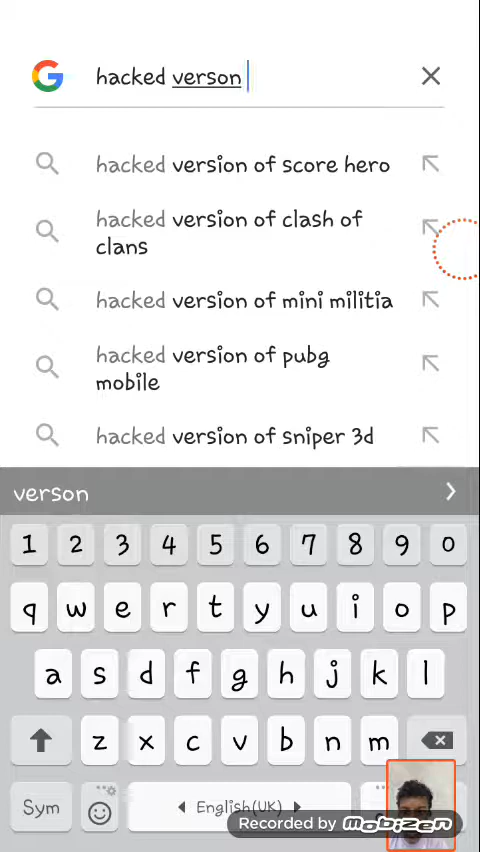 hacked verson
hacked version of score hero
hacked version of clash of
clans
hacked version of mini militia
hacked version of pubg
mobile
hacked version of sniper 3d
verson
1 2 3 4 5 6 7 8 9 0
q w e r t y u i o p
a s d f g h j k l
z x c v b n m
Sym English(UK)
Recorded by mobizen